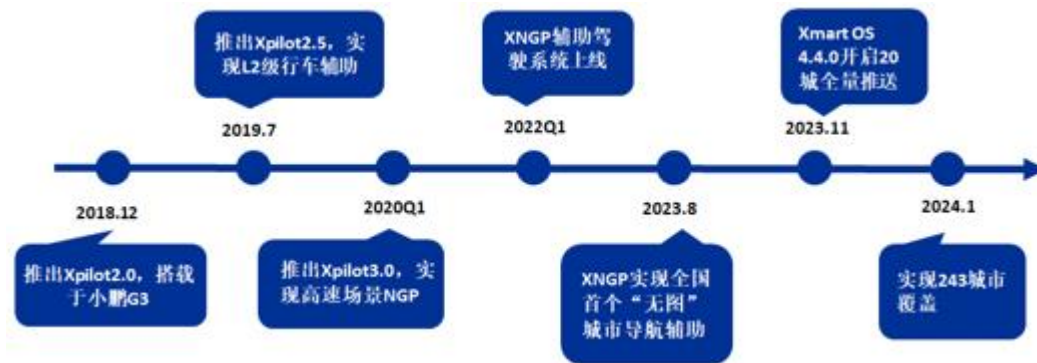 推出Xpilot2.5，实
现L2级行车辅助
XNGP辅助驾
驶系统上线
Xmart OS
4.4.0开启20
城全量推送
2019.7
2022Q1
2023.11
2018.12
2020Q1
2023.8
2024.1
推出Xpilot2.0，搭载
于小鹏G3
推出Xpilot3.0，实
现高速场景NGP
XNGP实现全国
首个“无图”
城市导航辅助
实现243城市
覆盖